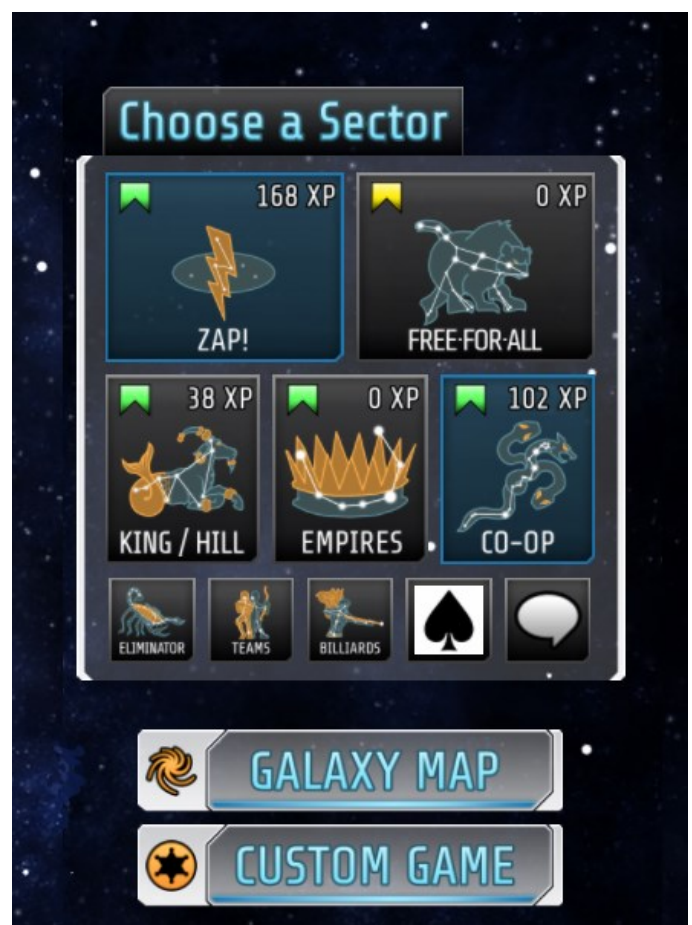 Choose a Sector
168 XP
ZAP!
0 XP
FREE-FOR-ALL
38 XP
KING / HILL
0 XP
EMPIRES
102 XP
CO-OP
ELIMINATOR
TEAMS
BILLIARDS
GALAXY MAP
CUSTOM GAME